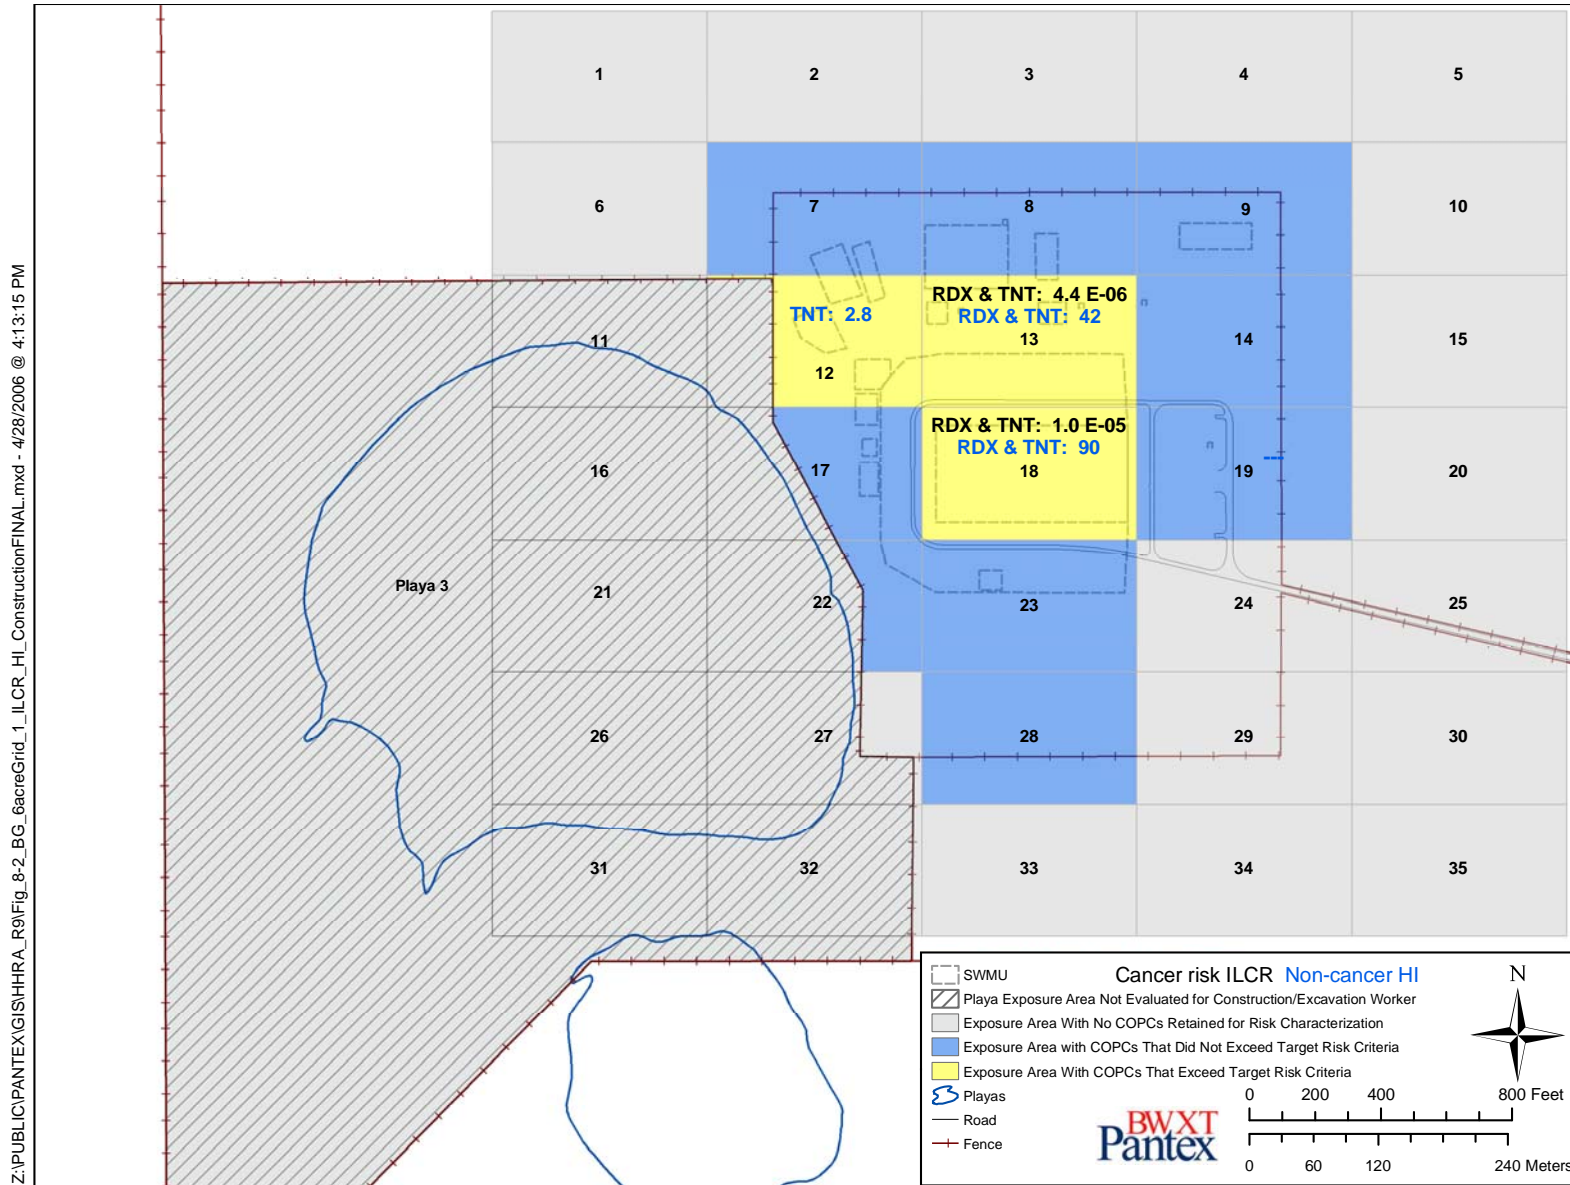 Z:\PUBLIC\PANTEX\GIS\HHRA_R9\Fig_8-2_BG_6acreGrid_1_ILCR_HI_ConstructionFINAL.mxd - 4/28/2006 @ 4:13:15 PM
1
2
3
4
5
6
7
8
9
10
RDX & TNT: 4.4 E-06
TNT: 2.8
RDX & TNT: 42
11
13
14
15
12
RDX & TNT: 1.0 E-05
RDX & TNT: 90
16
17
18
19
20
Playa 3
21
22
23
24
25
26
27
28
29
30
31
32
33
34
35
SWMU
Cancer risk ILCR Non-cancer HI
Playa Exposure Area Not Evaluated for Construction/Excavation Worker
Exposure Area With No COPCs Retained for Risk Characterization
Exposure Area with COPCs That Did Not Exceed Target Risk Criteria
Exposure Area With COPCs That Exceed Target Risk Criteria
Playas
Road
Fence
N
BWXT
Pantex
0 200 400 800 Feet
0 60 120 240 Meters